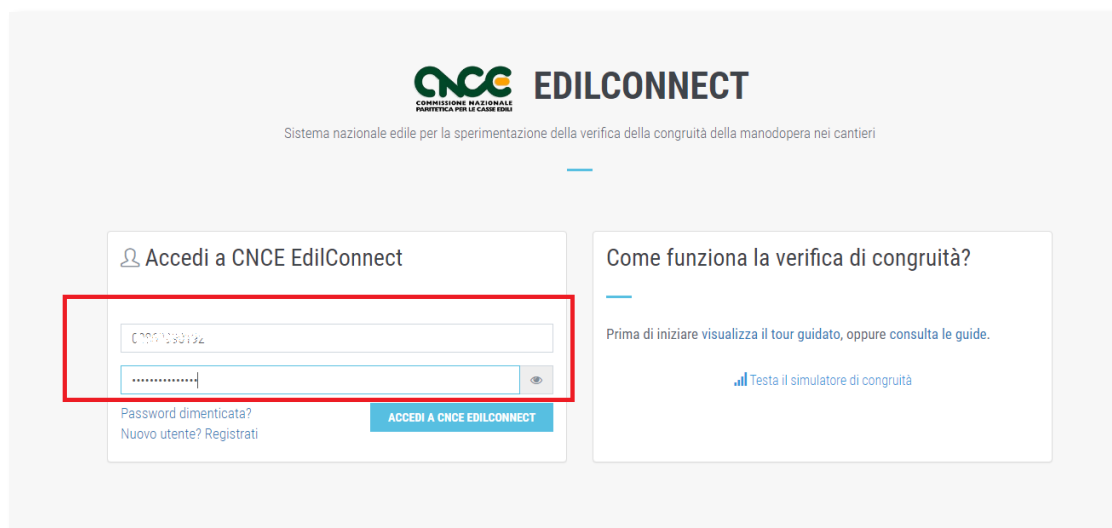 CNCE EDILCONNECT
COMMISSIONE NAZIONALE
PARITETICA PER LE CASSE EDILI
Sistema nazionale edile per la sperimentazione della verifica della congruità della manodopera nei cantieri
Accedi a CNCE EdilConnect
···············
Password dimenticata?
ACCEDI A CNCE EDILCONNECT
Nuovo utente? Registrati
Come funziona la verifica di congruità?
Prima di iniziare visualizza il tour guidato, oppure consulta le guide.
Testa il simulatore di congruità